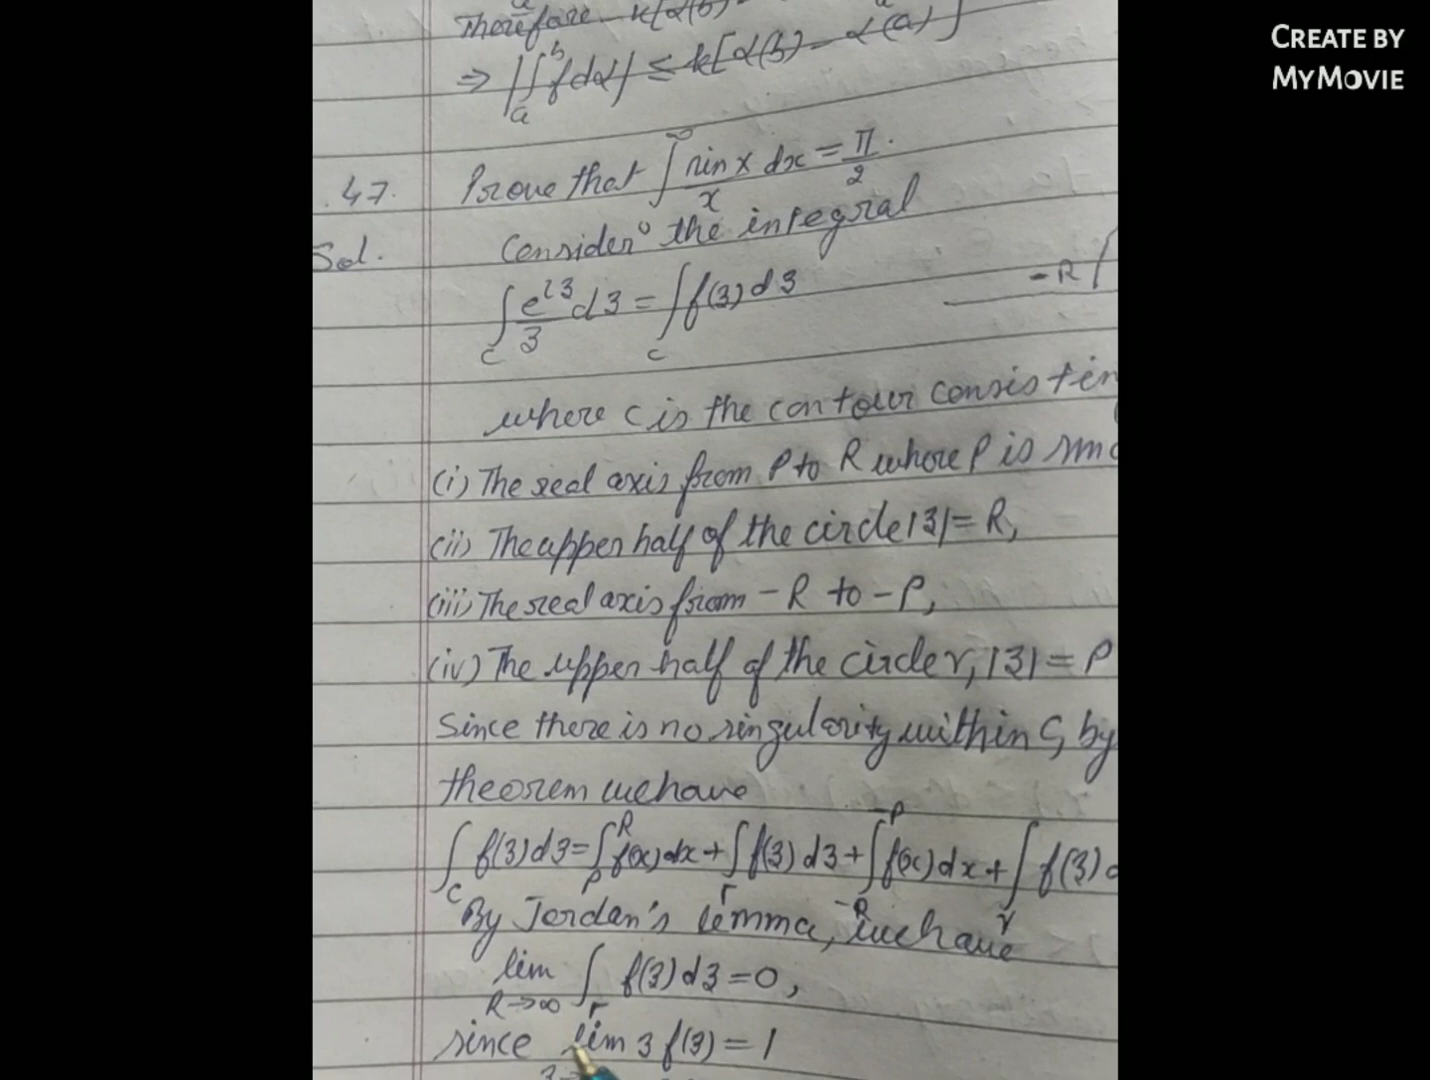 Therefore k[α(b)
⇒ |∫ₐᵇ f dα| ≤ k[α(b) - α(a)]
CREATE BY
MYMOVIE
47. Prove that ∫₀^∞ sin x/x dx = π/2.
Sol. Consider the integral
∫_C e^{iz}/z dz = ∫_C f(z) dz
-R
where C is the contour
(i) The real axis from ρ to R where ρ is
(ii) The upper half of the circle |z| = R,
(iii) The real axis from -R to -ρ,
(iv) The upper half of the circle γ, |z| = ρ
Since there is no singularity within C, by
theorem we have
∫_C f(z) dz = ∫_ρ^R f(x) dx + ∫_Γ f(z) dz + ∫_{-R}^{-ρ} f(x) dx + ∫_γ f(z)
By Jordan's lemma, we have
lim_{R→∞} ∫_Γ f(z) dz = 0,
since lim z f(z) = 1